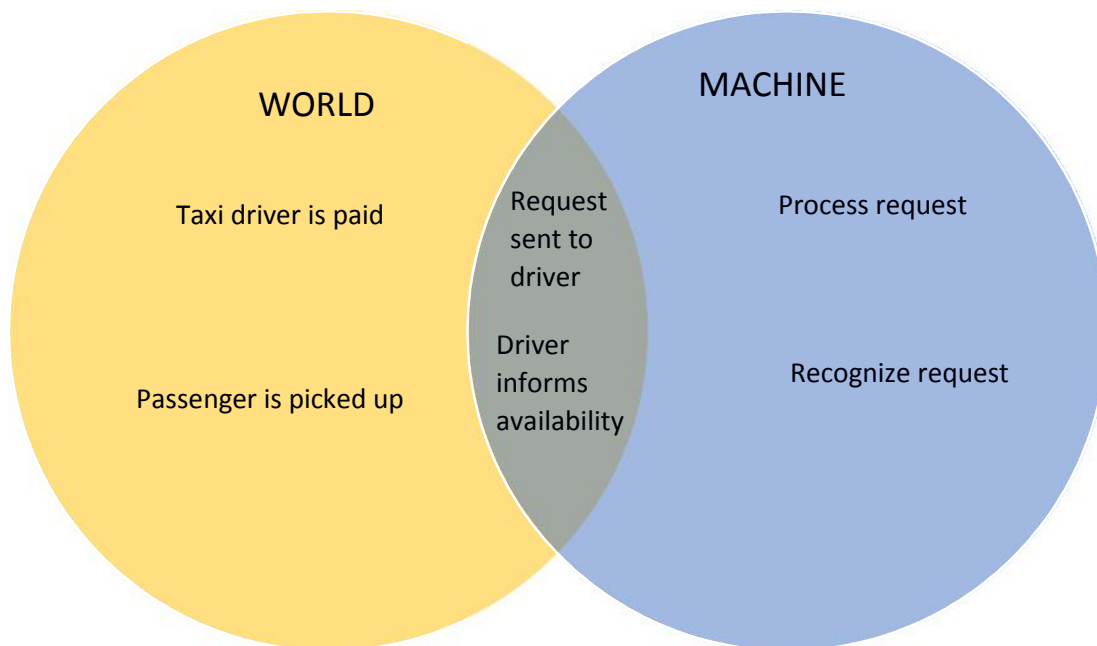 WORLD
MACHINE
Taxi driver is paid
Request
sent to
driver
Process request
Driver
informs
availability
Recognize request
Passenger is picked up